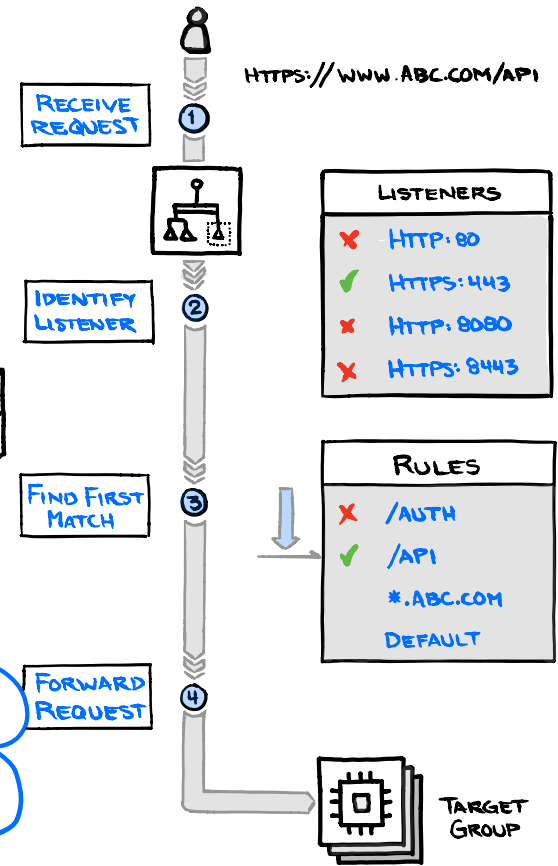 HTTPS://WWW.ABC.COM/API
RECEIVE
REQUEST
1
LISTENERS
HTTP:80
HTTPS:443
HTTP:8080
HTTPS:8443
IDENTIFY
LISTENER
2
RULES
/AUTH
/API
*.ABC.COM
DEFAULT
FIND FIRST
MATCH
3
FORWARD
REQUEST
4
TARGET
GROUP